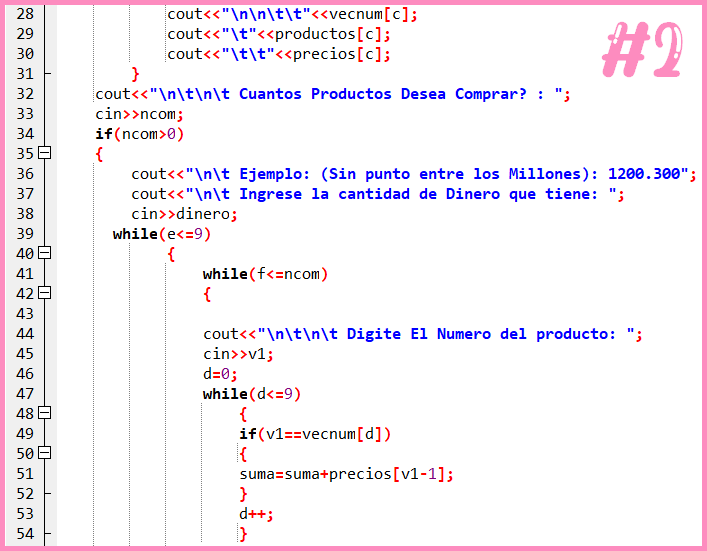 #2
28 cout<<"\n\n\t\t"<<vecnum[c];
29 cout<<"\t"<<productos[c];
30 cout<<"\t\t"<<precios[c];
31 }
32 cout<<"\n\t\n\t Cuantos Productos Desea Comprar? : ";
33 cin>>ncom;
34 if(ncom>0)
35 {
36 cout<<"\n\t Ejemplo: (Sin punto entre los Millones): 1200.300";
37 cout<<"\n\t Ingrese la cantidad de Dinero que tiene: ";
38 cin>>dinero;
39 while(e<=9)
40 {
41 while(f<=ncom)
42 {
43
44 cout<<"\n\t\n\t Digite El Numero del producto: ";
45 cin>>v1;
46 d=0;
47 while(d<=9)
48 {
49 if(v1==vecnum[d])
50 {
51 suma=suma+precios[v1-1];
52 }
53 d++;
54 }